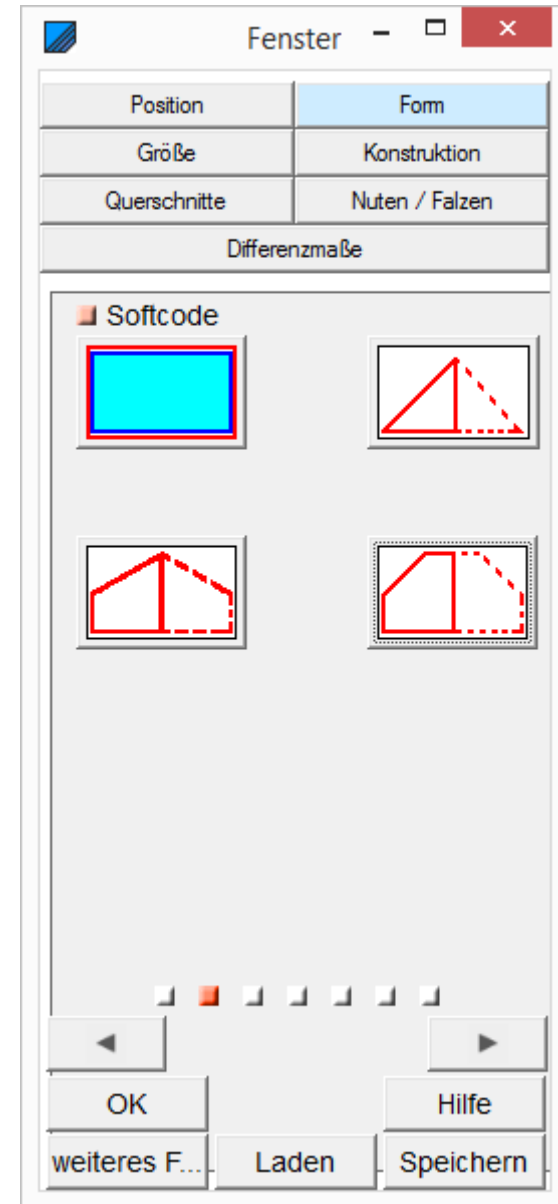 Fenster
Position Form
Größe Konstruktion
Querschnitte Nuten / Falzen
Differenzmaße
Softcode
OK Hilfe
weiteres F... Laden Speichern